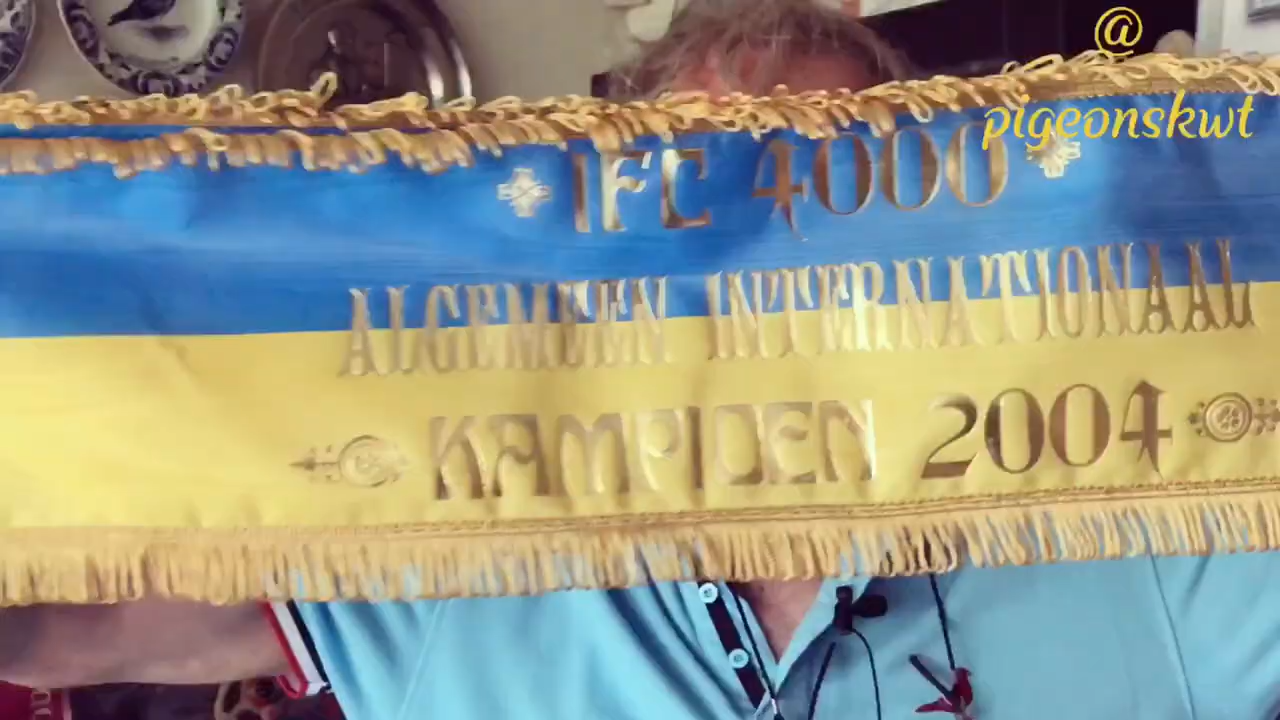 @
pigeonskwt
IFC 4000
ALGEMEEN INTERNATIONAAL
KAMPIOEN 2004